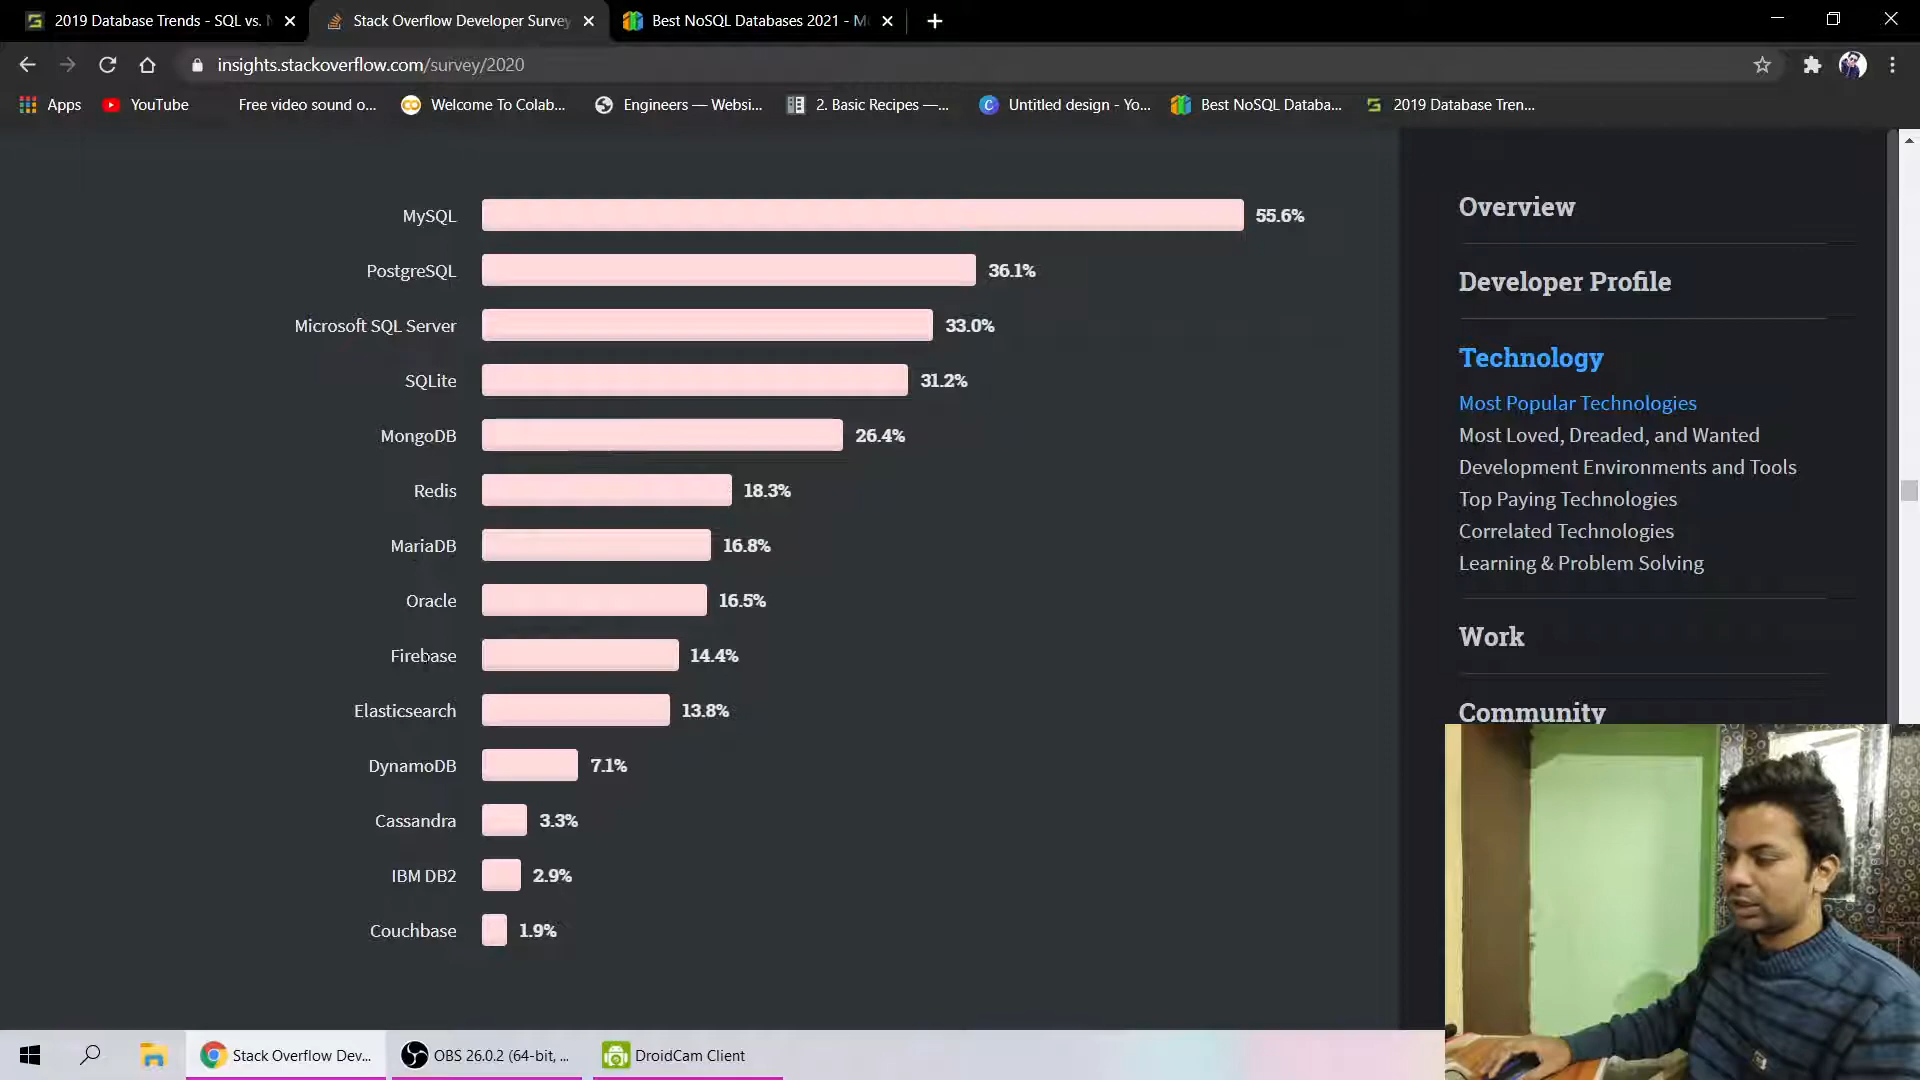 2019 Database Trends - SQL vs. N
Stack Overflow Developer Survey
Best NoSQL Databases 2021 - M
insights.stackoverflow.com/survey/2020
Apps
YouTube
Free video sound o...
Welcome To Colab...
Engineers — Websi...
2. Basic Recipes —...
Untitled design - Yo...
Best NoSQL Databa...
2019 Database Tren...
MySQL 55.6%
PostgreSQL 36.1%
Microsoft SQL Server 33.0%
SQLite 31.2%
MongoDB 26.4%
Redis 18.3%
MariaDB 16.8%
Oracle 16.5%
Firebase 14.4%
Elasticsearch 13.8%
DynamoDB 7.1%
Cassandra 3.3%
IBM DB2 2.9%
Couchbase 1.9%
Overview
Developer Profile
Technology
Most Popular Technologies
Most Loved, Dreaded, and Wanted
Development Environments and Tools
Top Paying Technologies
Correlated Technologies
Learning & Problem Solving
Work
Community
Stack Overflow Dev...
OBS 26.0.2 (64-bit, ...
DroidCam Client